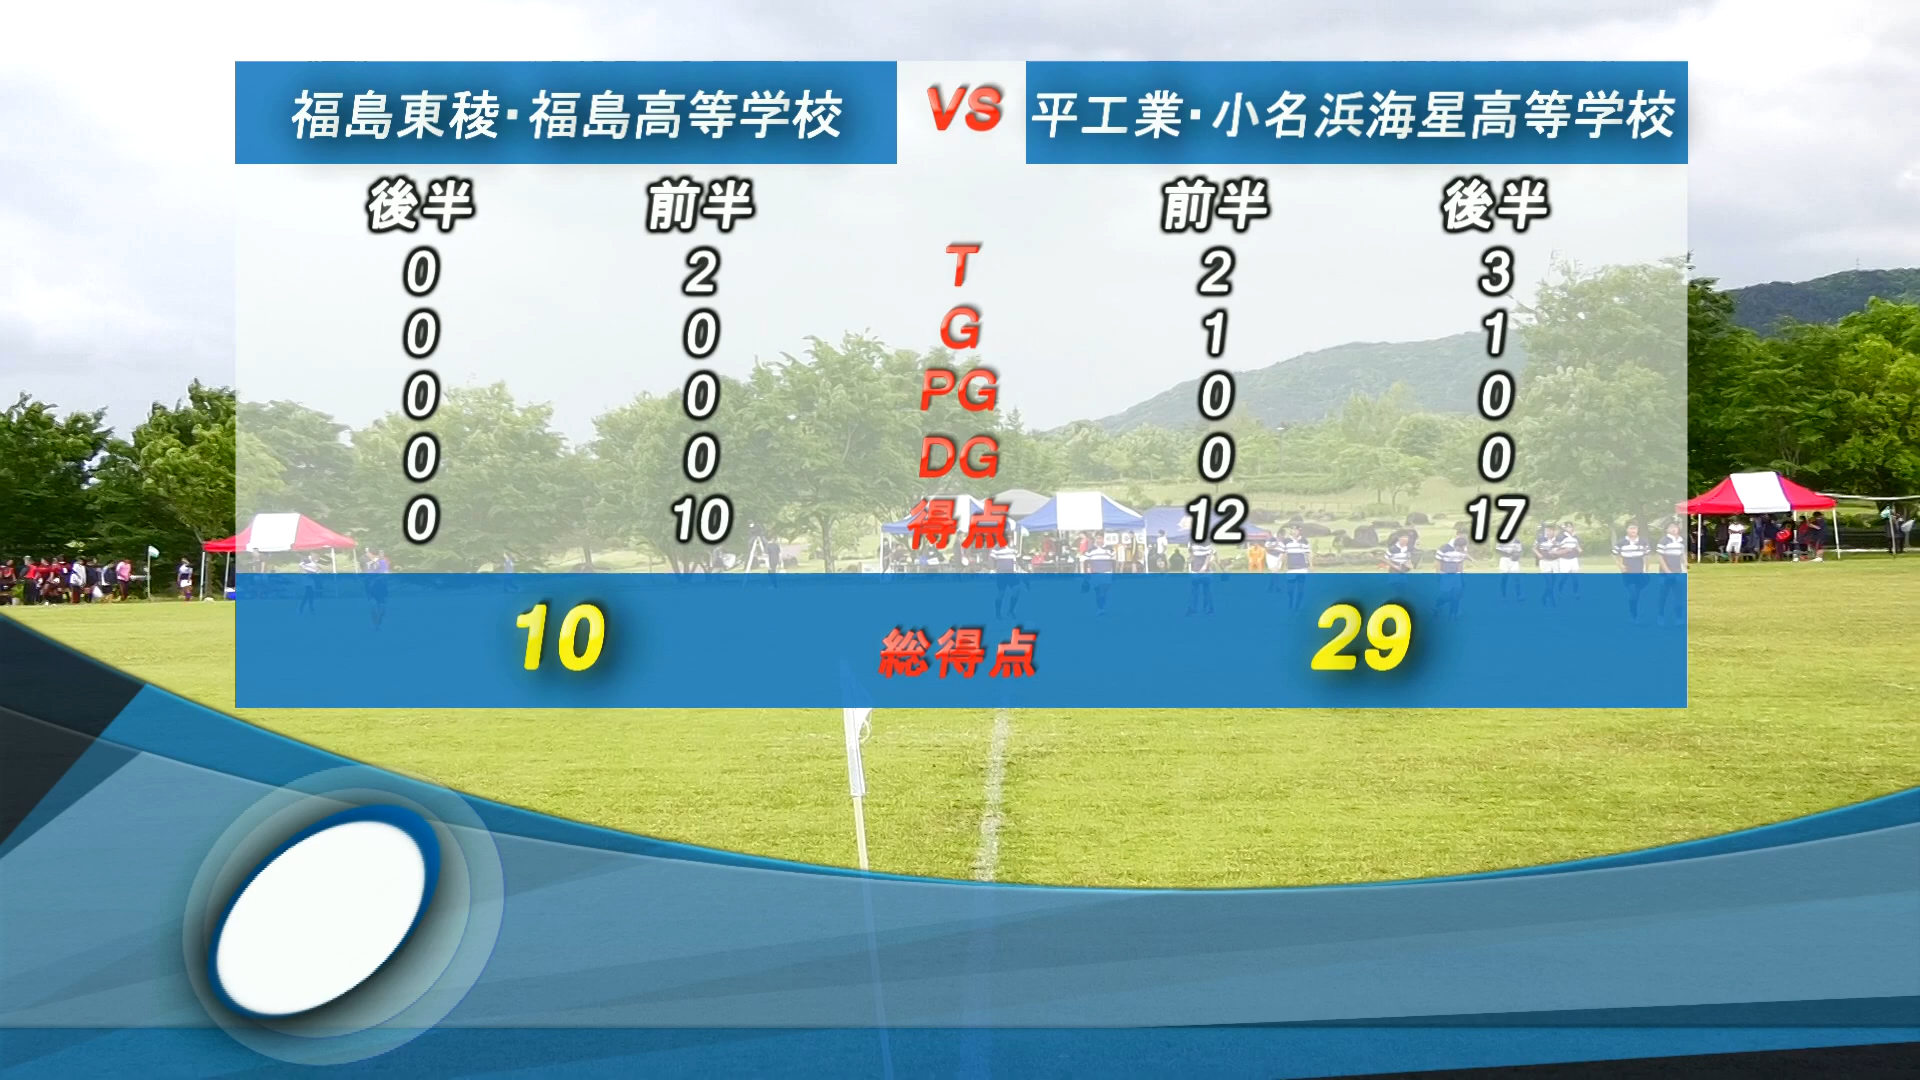 福島東稜・福島高等学校 VS 平工業・小名浜海星高等学校
後半 前半 前半 後半
0 2 T 2 3
0 0 G 1 1
0 0 PG 0 0
0 0 DG 0 0
0 10 得点 12 17
10 総得点 29